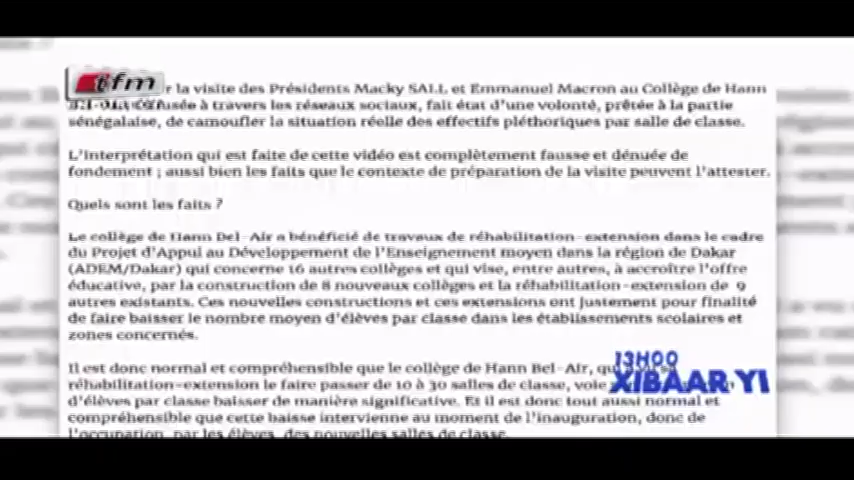 tfm
r la visite des Présidents Macky SALL et Emmanuel Macron au Collège de Hann
fusée à travers les réseaux sociaux, fait état d'une volonté, prêtée à la partie
sénégalaise, de camoufler la situation réelle des effectifs pléthoriques par salle de classe.
L'interprétation qui est faite de cette vidéo est complètement fausse et dénuée de
fondement ; aussi bien les faits que le contexte de préparation de la visite peuvent l'attester.
Quels sont les faits ?
Le collège de Hann Bel-Air a bénéficié de travaux de réhabilitation-extension dans le cadre
du Projet d'Appui au Développement de l'Enseignement moyen dans la région de Dakar
(ADEM/Dakar) qui concerne 16 autres collèges et qui vise, entre autres, à accroître l'offre
éducative, par la construction de 8 nouveaux collèges et la réhabilitation-extension de 9
autres existants. Ces nouvelles constructions et ces extensions ont justement pour finalité
de faire baisser le nombre moyen d'élèves par classe dans les établissements scolaires et
zones concernés.
Il est donc normal et compréhensible que le collège de Hann Bel-Air, qu
réhabilitation-extension le faire passer de 10 à 30 salles de classe, voie
d'élèves par classe baisser de manière significative. Et il est donc tout aussi normal et
compréhensible que cette baisse intervienne au moment de l'inauguration, donc de
l'occupation, par les élèves, des nouvelles salles de classe.
13H00
XIBAAR YI